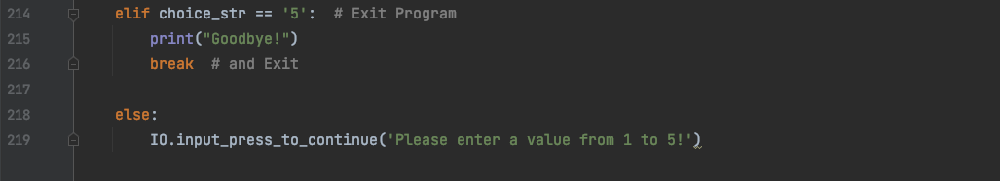 214 elif choice_str == '5':  # Exit Program
215 print("Goodbye!")
216 break  # and Exit
217
218 else:
219 IO.input_press_to_continue('Please enter a value from 1 to 5!')